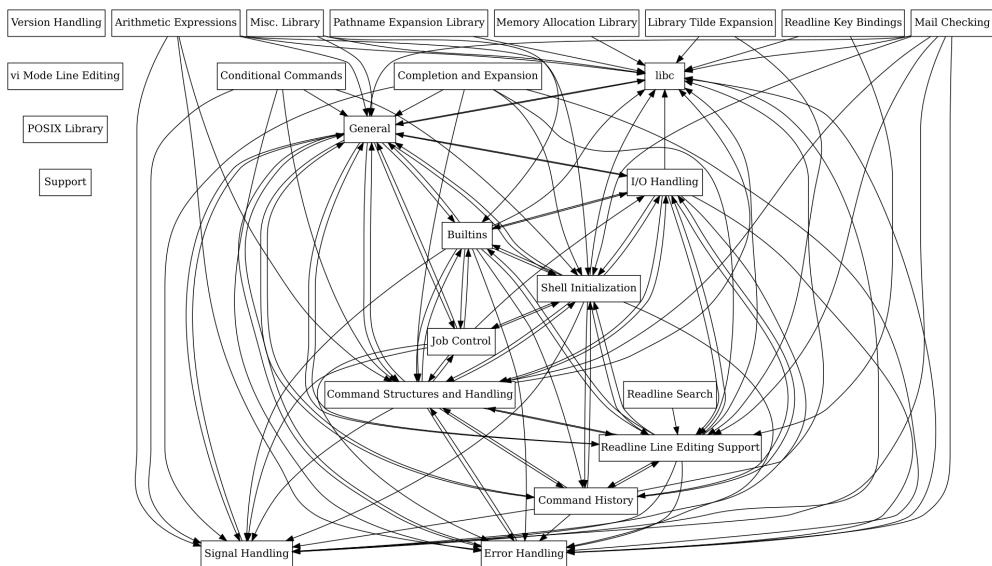 Version Handling
Arithmetic Expressions
Misc. Library
Pathname Expansion Library
Memory Allocation Library
Library Tilde Expansion
Readline Key Bindings
Mail Checking
vi Mode Line Editing
Conditional Commands
Completion and Expansion
libc
POSIX Library
General
Support
I/O Handling
Builtins
Shell Initialization
Job Control
Command Structures and Handling
Readline Search
Readline Line Editing Support
Command History
Signal Handling
Error Handling